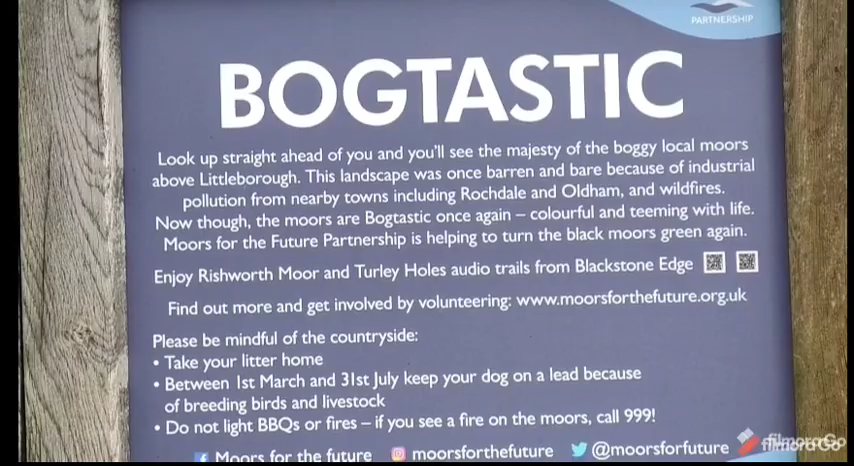 PARTNERSHIP
BOGTASTIC
Look up straight ahead of you and you'll see the majesty of the boggy local moors
above Littleborough. This landscape was once barren and bare because of industrial
pollution from nearby towns including Rochdale and Oldham, and wildfires.
Now though, the moors are Bogtastic once again – colourful and teeming with life.
Moors for the Future Partnership is helping to turn the black moors green again.
Enjoy Rishworth Moor and Turley Holes audio trails from Blackstone Edge
Find out more and get involved by volunteering: www.moorsforthefuture.org.uk
Please be mindful of the countryside:
• Take your litter home
• Between 1st March and 31st July keep your dog on a lead because
of breeding birds and livestock
• Do not light BBQs or fires – if you see a fire on the moors, call 999!
Moors for the future moorsforthefuture @moorsforfuture
filmoraGo